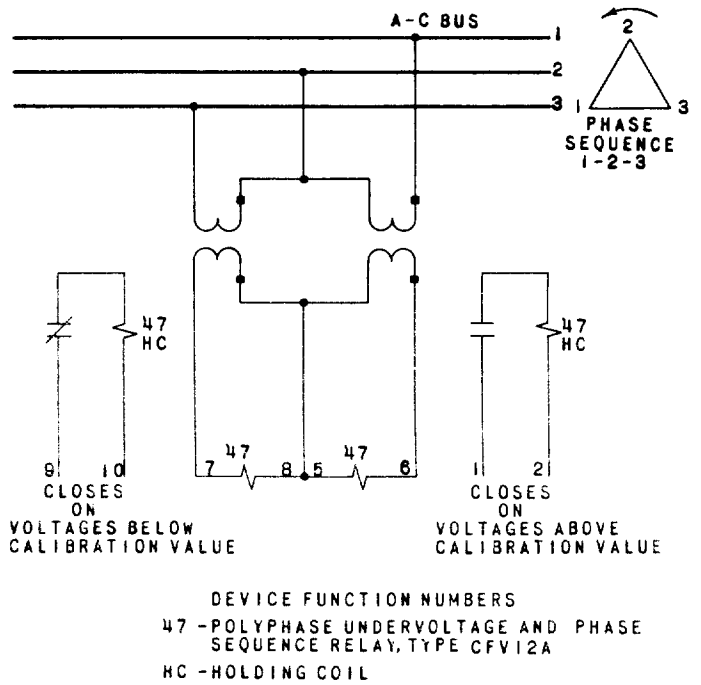 A-C BUS
1
2
3
2
1 3
PHASE
SEQUENCE
1-2-3
47
HC
47
HC
9 10
47
7 8 5 6
47
1 2
CLOSES
ON
VOLTAGES BELOW
CALIBRATION VALUE
CLOSES
ON
VOLTAGES ABOVE
CALIBRATION VALUE
DEVICE FUNCTION NUMBERS
47 - POLYPHASE UNDERVOLTAGE AND PHASE
SEQUENCE RELAY, TYPE CFV12A
HC - HOLDING COIL